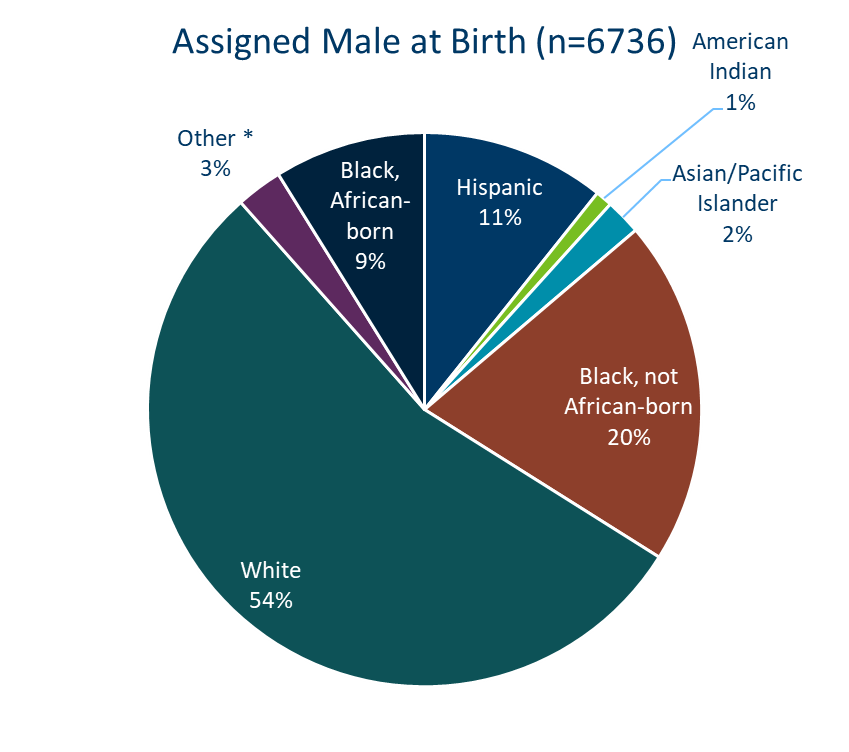 Assigned Male at Birth (n=6736)
American
Indian
1%
Asian/Pacific
Islander
2%
Other *
3%
Black,
African-
born
9%
Hispanic
11%
Black, not
African-born
20%
White
54%